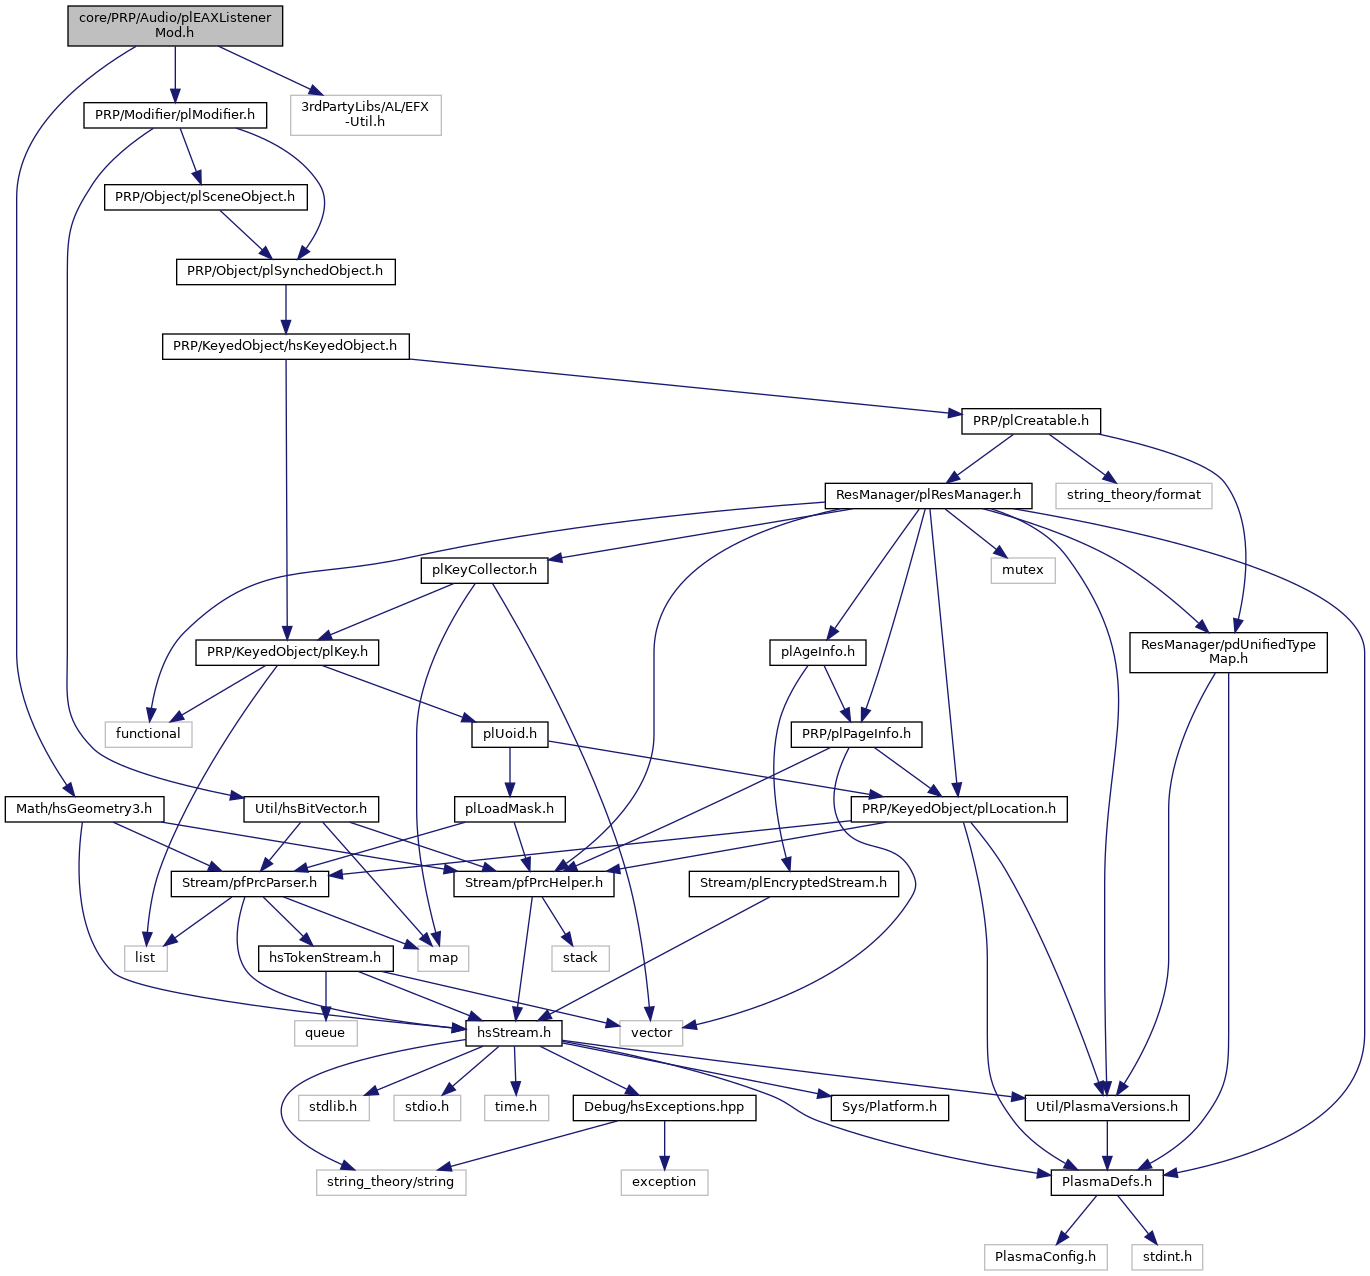 core/PRP/Audio/plEAXListener
Mod.h
PRP/Modifier/plModifier.h
3rdPartyLibs/AL/EFX
-Util.h
PRP/Object/plSceneObject.h
PRP/Object/plSynchedObject.h
PRP/KeyedObject/hsKeyedObject.h
PRP/plCreatable.h
ResManager/plResManager.h
string_theory/format
plKeyCollector.h
mutex
PRP/KeyedObject/plKey.h
plAgeInfo.h
ResManager/pdUnifiedType
Map.h
functional
plUoid.h
PRP/plPageInfo.h
Math/hsGeometry3.h
Util/hsBitVector.h
plLoadMask.h
PRP/KeyedObject/plLocation.h
Stream/pfPrcParser.h
Stream/pfPrcHelper.h
Stream/plEncryptedStream.h
list
hsTokenStream.h
map
stack
queue
hsStream.h
vector
stdlib.h
stdio.h
time.h
Debug/hsExceptions.hpp
Sys/Platform.h
Util/PlasmaVersions.h
string_theory/string
exception
PlasmaDefs.h
PlasmaConfig.h
stdint.h